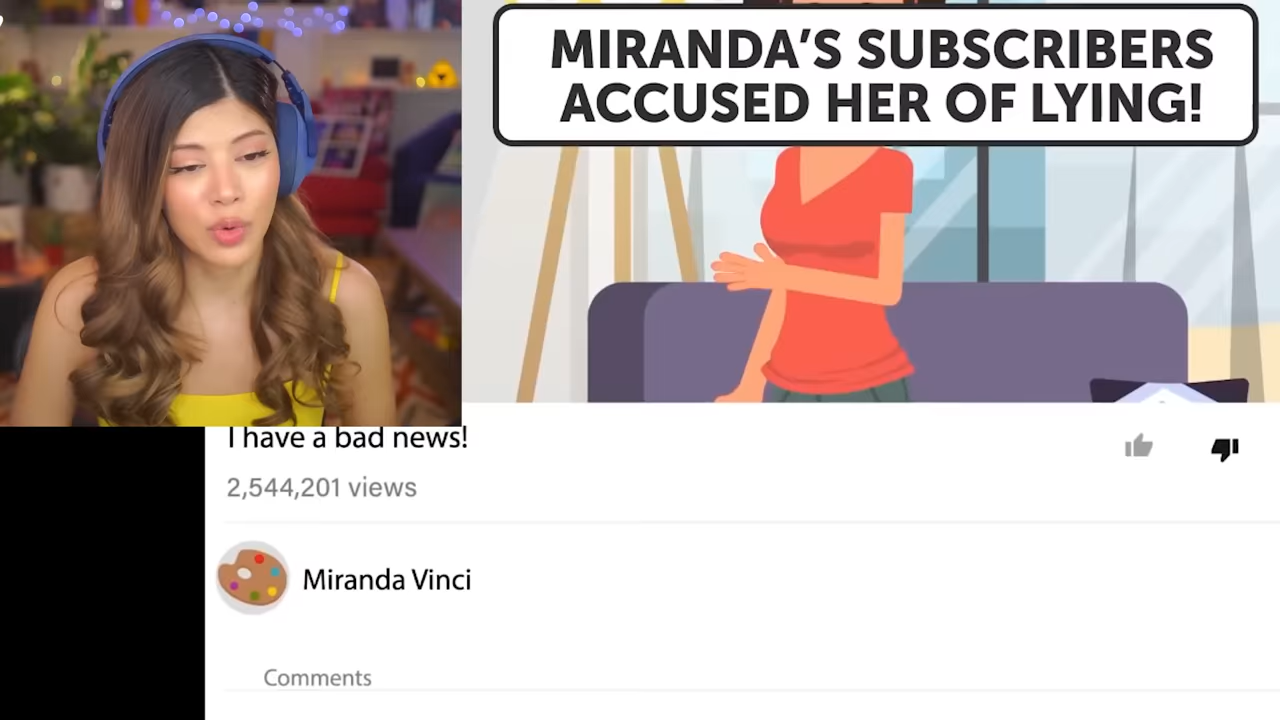 MIRANDA'S SUBSCRIBERS
ACCUSED HER OF LYING!
I have a bad news!
2,544,201 views
Miranda Vinci
Comments